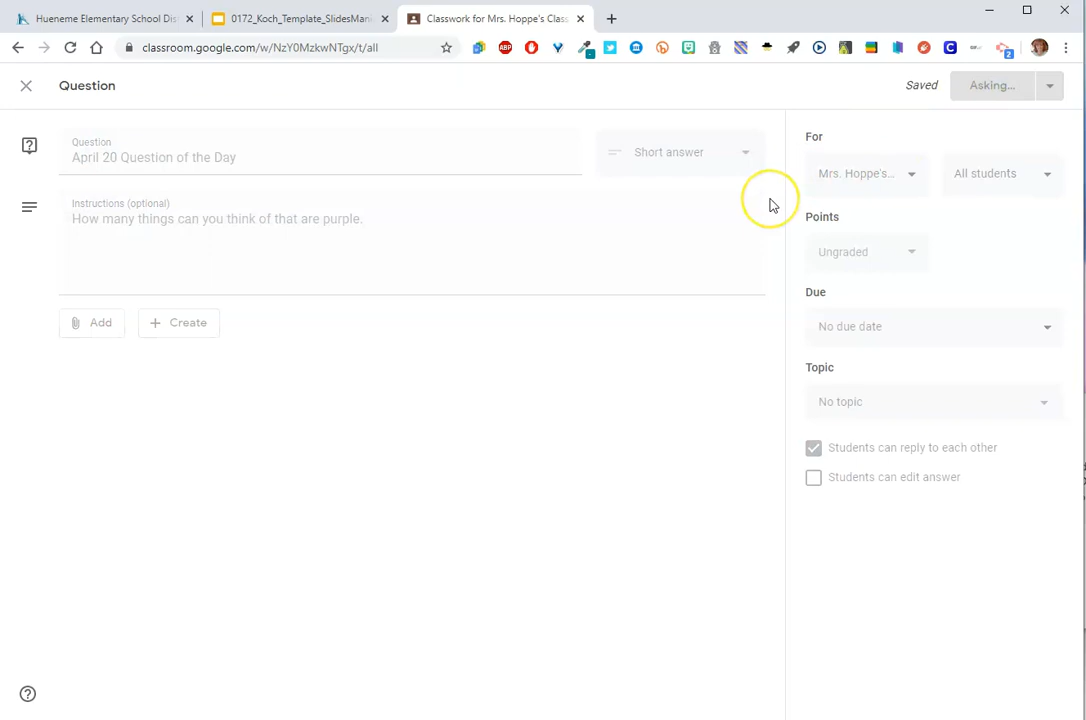 Hueneme Elementary School Dis
0172_Koch_Template_SlidesMani
Classwork for Mrs. Hoppe's Class
classroom.google.com/w/NzY0MzkwNTgx/t/all
ABP
C
2
Question
Saved
Asking...
Question
April 20 Question of the Day
Short answer
Instructions (optional)
How many things can you think of that are purple.
Add
Create
For
Mrs. Hoppe's...
All students
Points
Ungraded
Due
No due date
Topic
No topic
Students can reply to each other
Students can edit answer